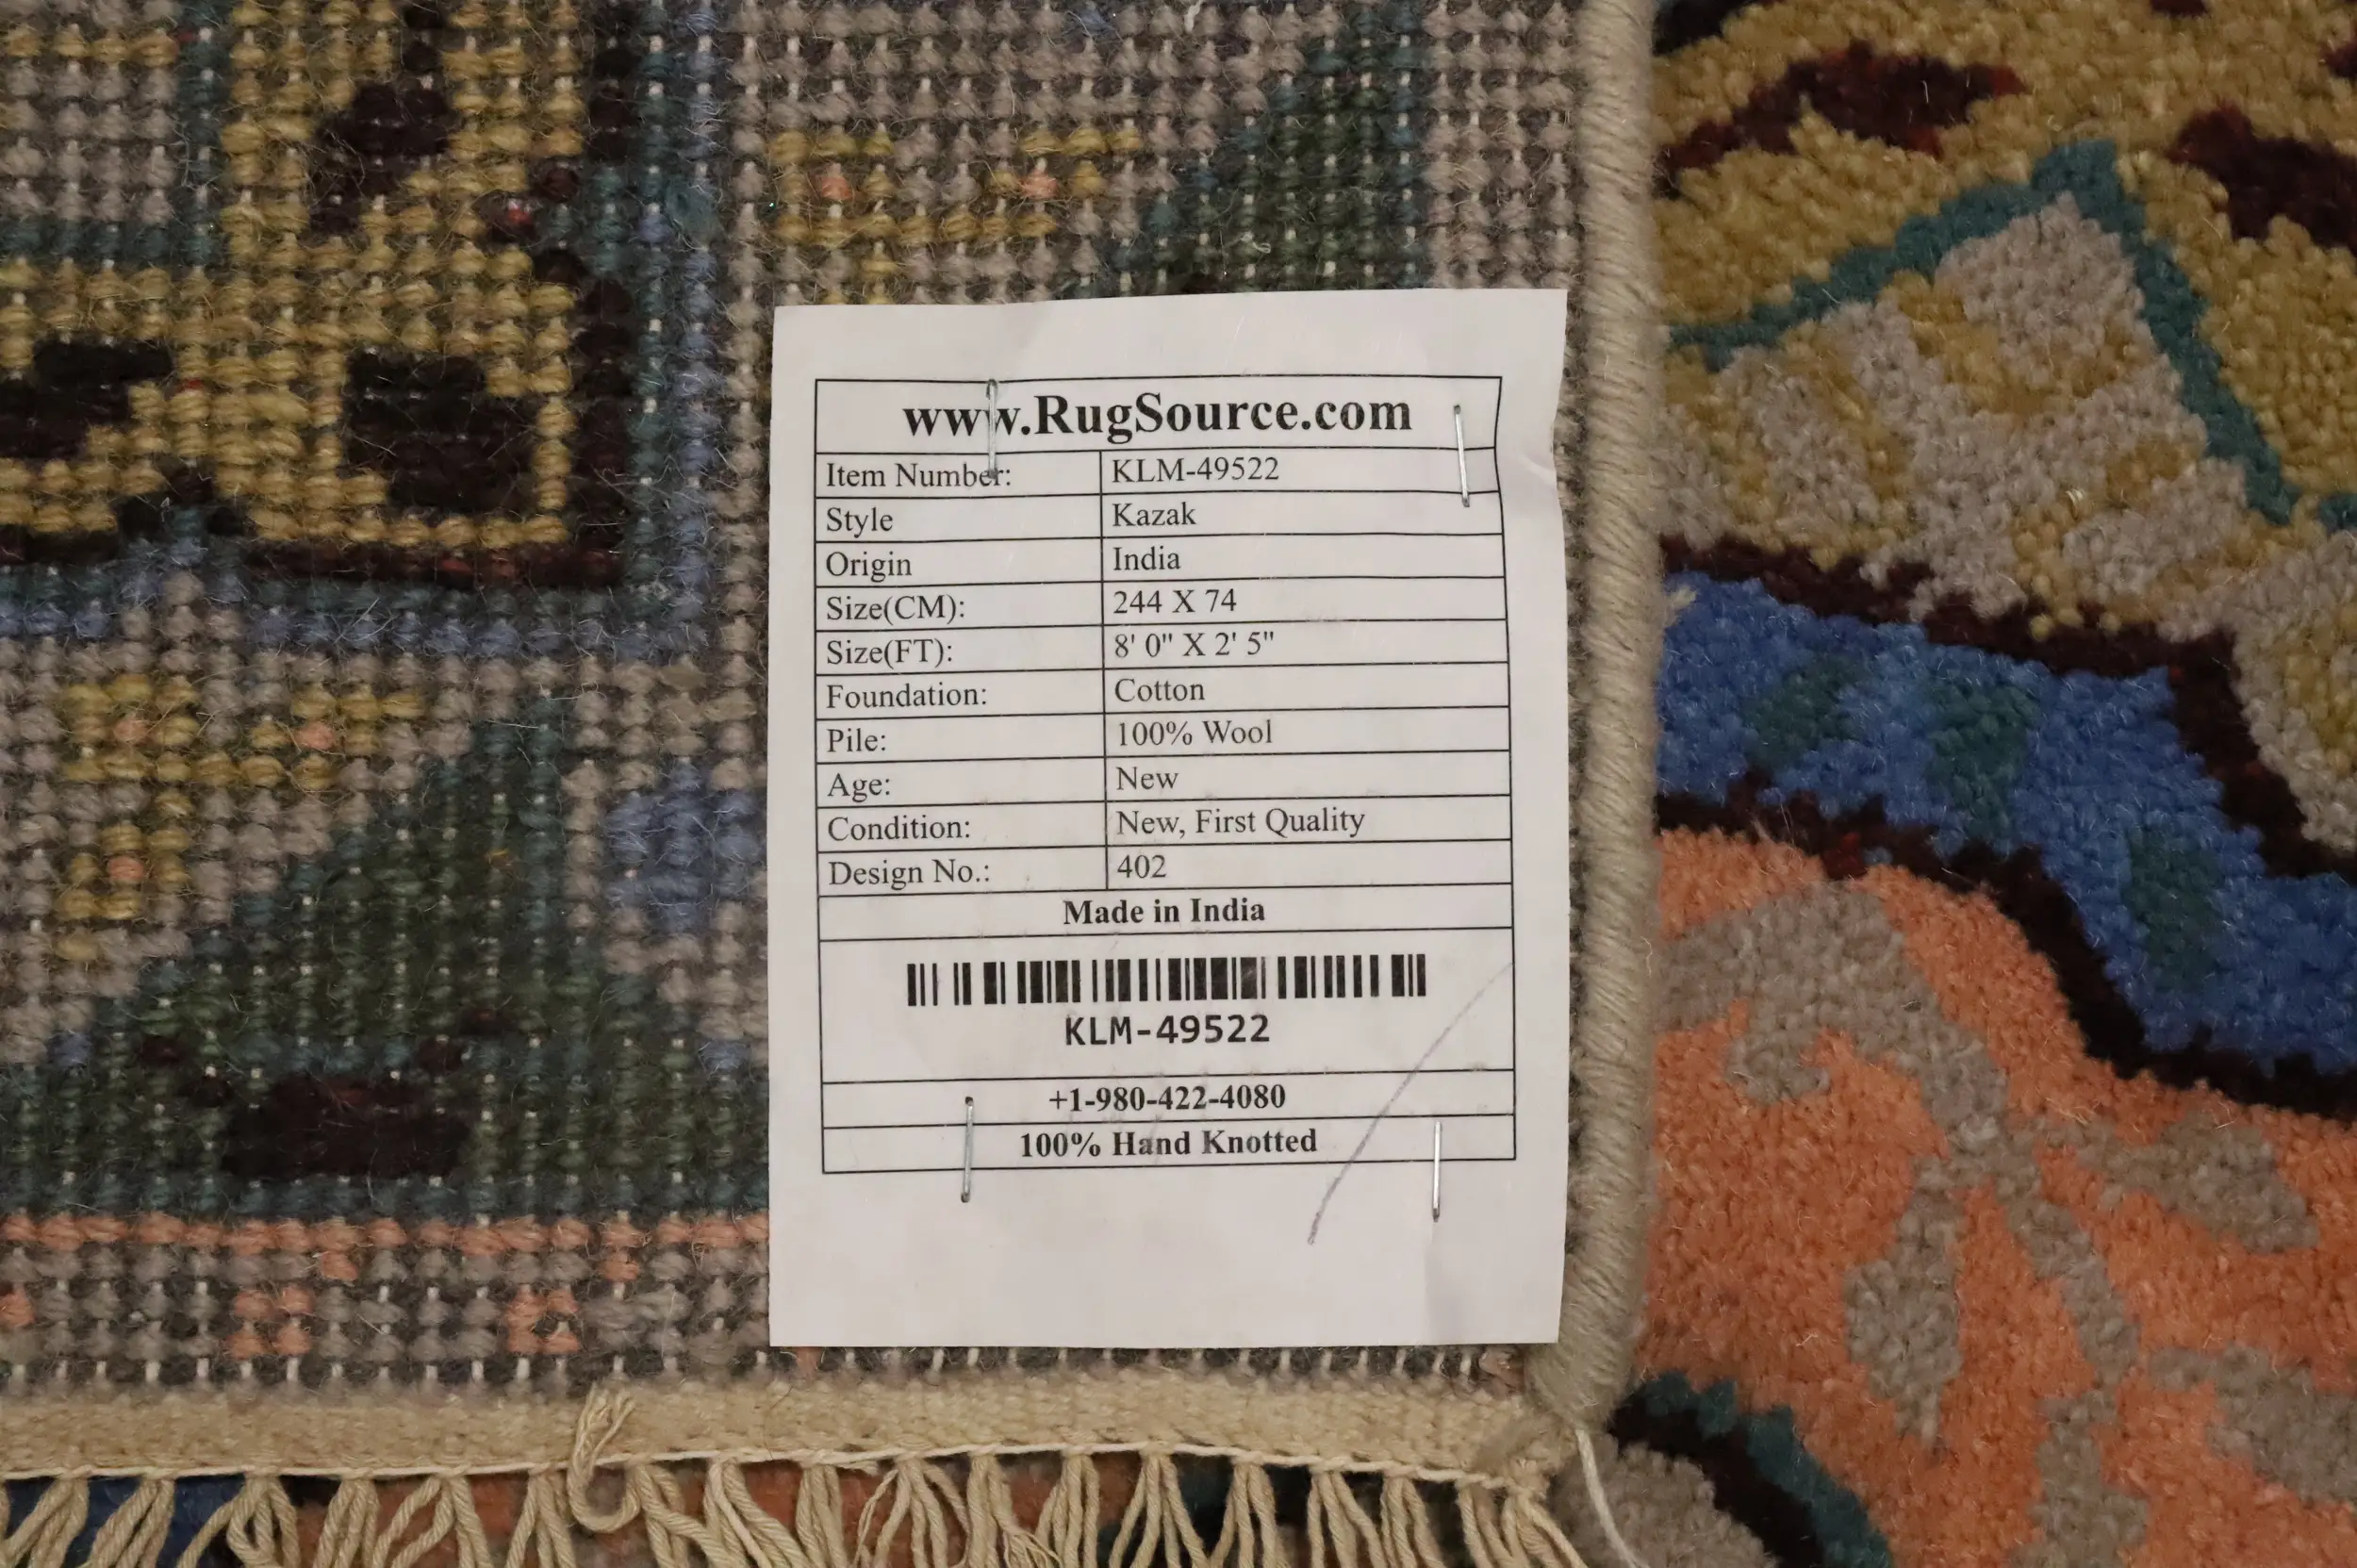 www.RugSource.com
Item Number: KLM-49522
Style Kazak
Origin India
Size(CM): 244 X 74
Size(FT): 8' 0" X 2' 5"
Foundation: Cotton
Pile: 100% Wool
Age: New
Condition: New, First Quality
Design No.: 402
Made in India
KLM-49522
+1-980-422-4080
100% Hand Knotted